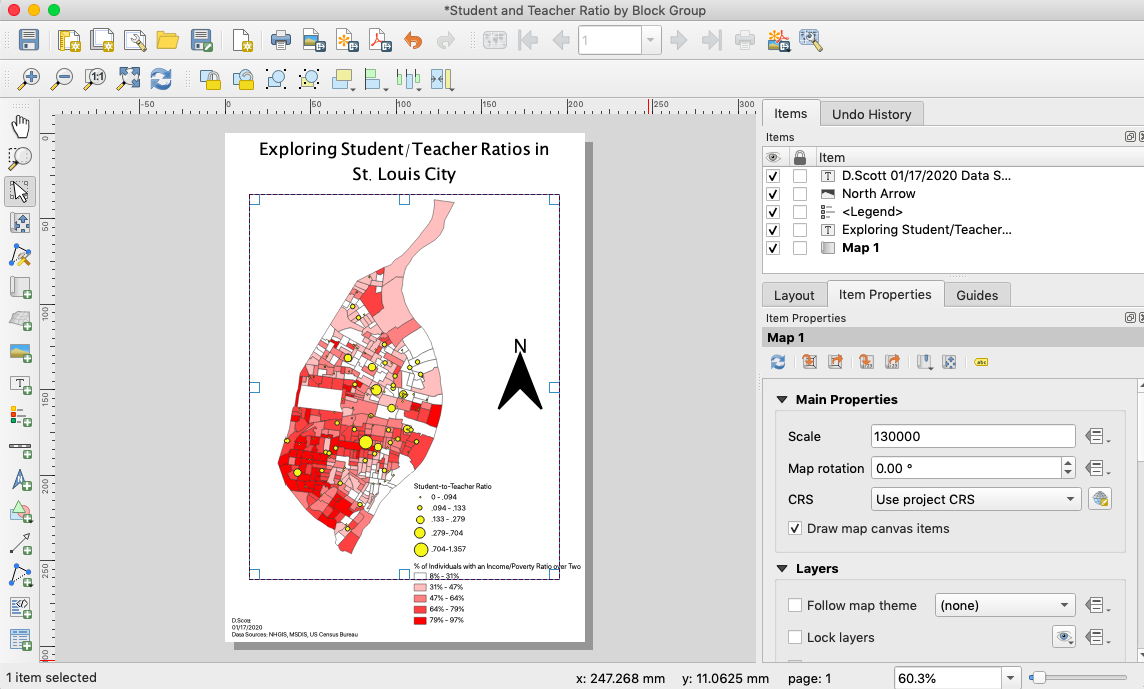 *Student and Teacher Ratio by Block Group
1
1:1
-50 0 50 100 150 200 250 300
0
50
100
150
200
250
300
Exploring Student/Teacher Ratios in
St. Louis City
N
Student-to-Teacher Ratio
0 - .094
.094 - .133
.133 - .279
.279-.704
.704-1.357
% of Individuals with an Income/Poverty Ratio over Two
8% - 31%
31% - 47%
47% - 64%
64% - 79%
79% - 97%
D.Scott
01/17/2020
Data Sources: NHGIS, MSDIS, US Census Bureau
Items Undo History
Items
Item
D.Scott 01/17/2020 Data S...
North Arrow
<Legend>
Exploring Student/Teacher...
Map 1
Layout Item Properties Guides
Item Properties
Map 1
abc
Main Properties
Scale 130000
Map rotation 0.00 °
CRS Use project CRS
Draw map canvas items
Layers
Follow map theme (none)
Lock layers
1 item selected
x: 247.268 mm y: 11.0625 mm page: 1 60.3%